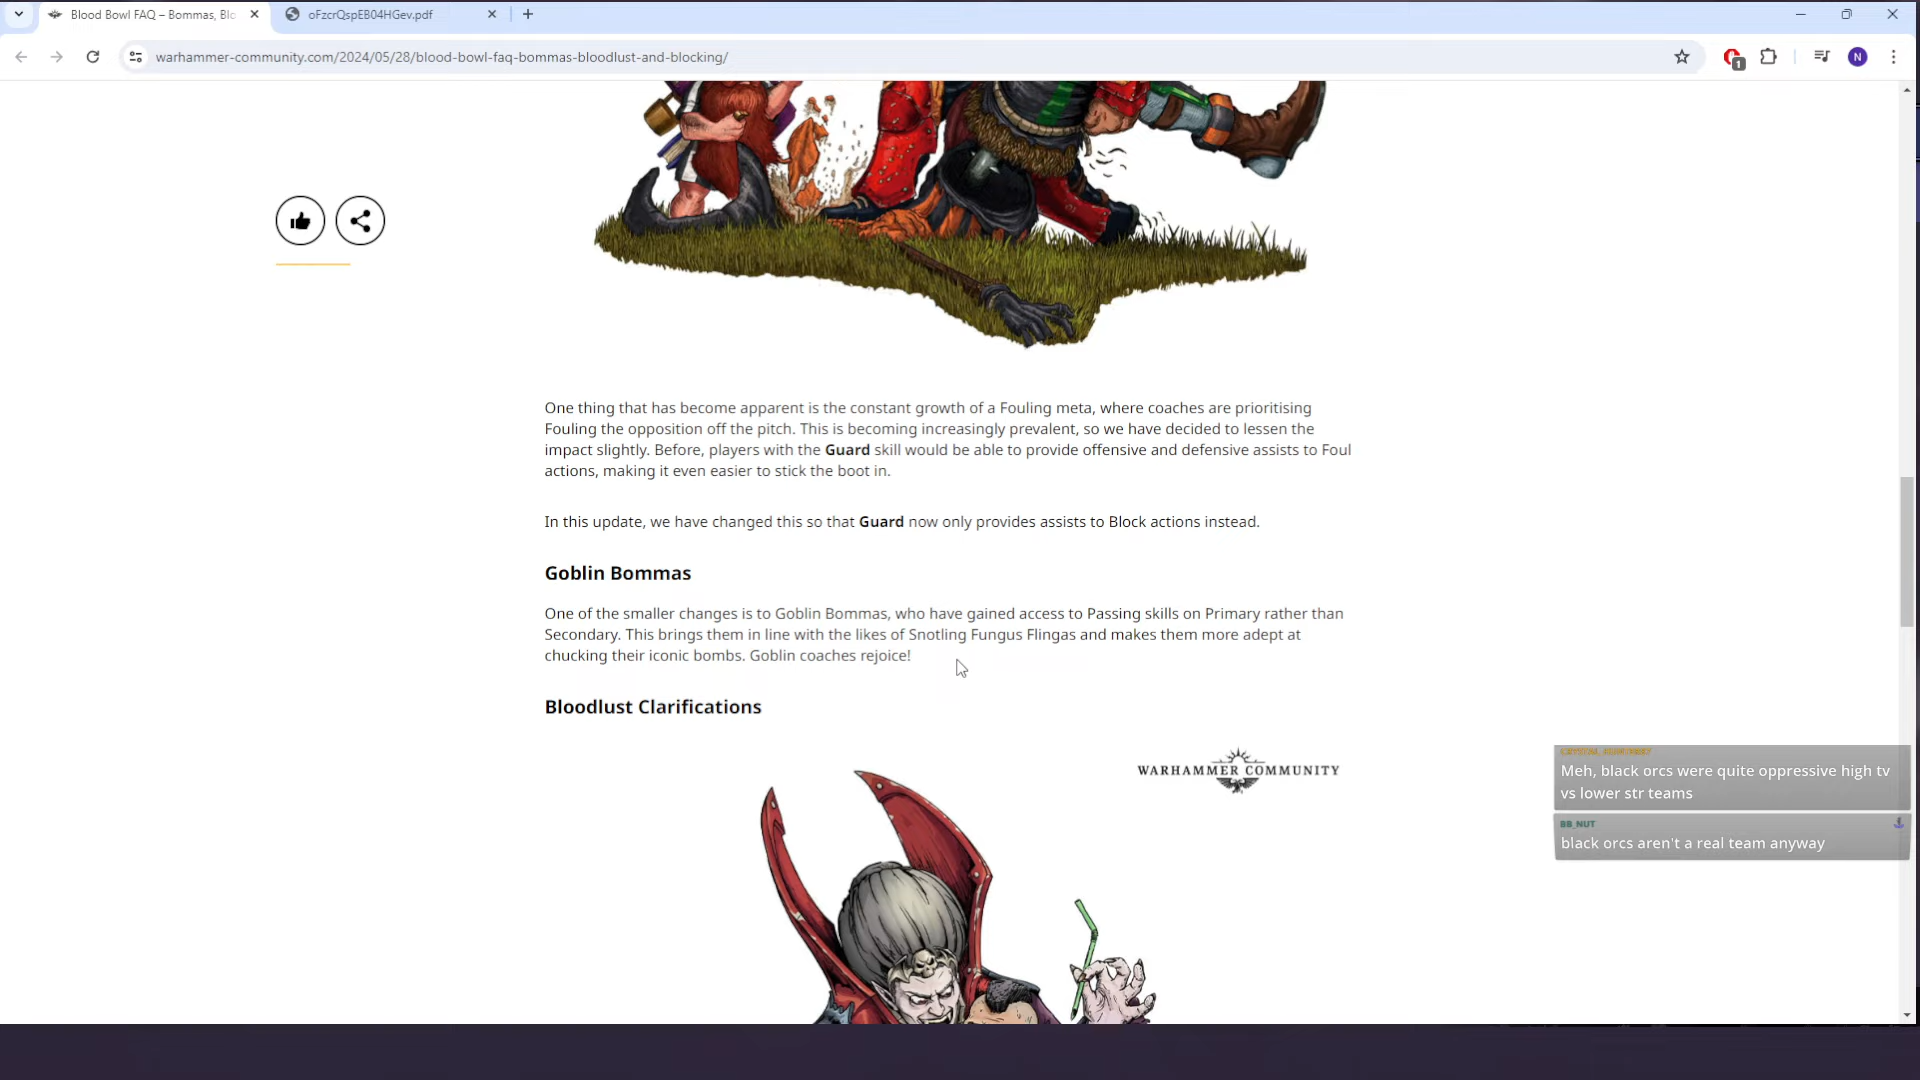 Blood Bowl FAQ – Bommas, Blo
oFzcrQspEB04HGev.pdf
warhammer-community.com/2024/05/28/blood-bowl-faq-bommas-bloodlust-and-blocking/
1
N
One thing that has become apparent is the constant growth of a Fouling meta, where coaches are prioritising
Fouling the opposition off the pitch. This is becoming increasingly prevalent, so we have decided to lessen the
impact slightly. Before, players with the Guard skill would be able to provide offensive and defensive assists to Foul
actions, making it even easier to stick the boot in.
In this update, we have changed this so that Guard now only provides assists to Block actions instead.
Goblin Bommas
One of the smaller changes is to Goblin Bommas, who have gained access to Passing skills on Primary rather than
Secondary. This brings them in line with the likes of Snotling Fungus Flingas and makes them more adept at
chucking their iconic bombs. Goblin coaches rejoice!
Bloodlust Clarifications
WARHAMMER COMMUNITY
Meh, black orcs were quite oppressive high tv
vs lower str teams
BB_NUT
black orcs aren't a real team anyway